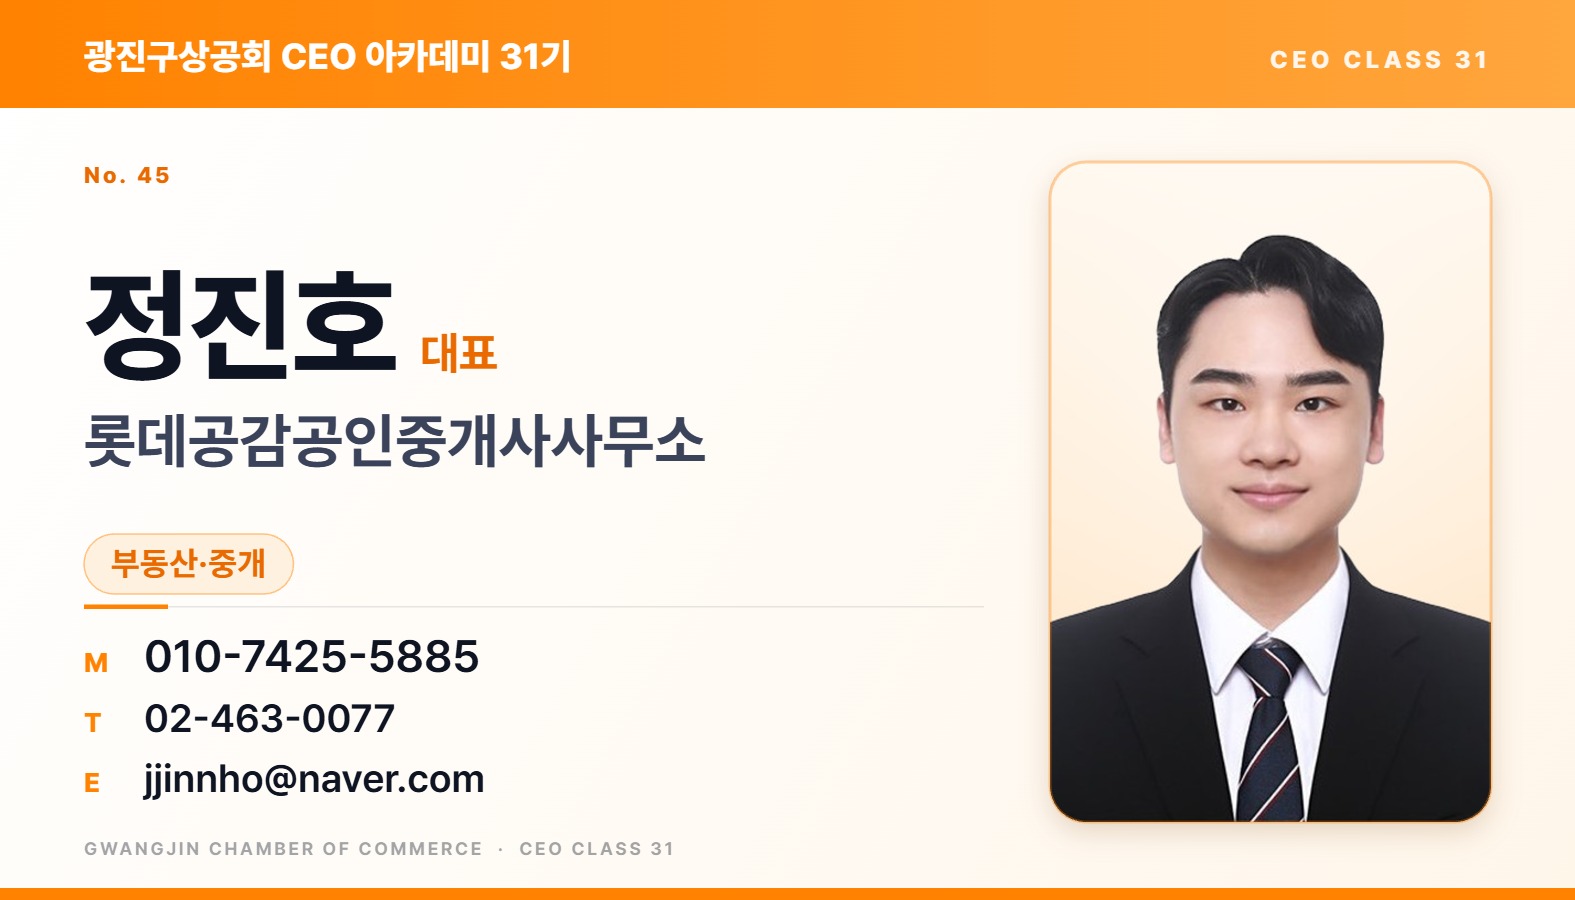 광진구상공회 CEO 아카데미 31기
CEO CLASS 31
No. 45
정진호 대표
롯데공감공인중개사사무소
부동산·중개
M 010-7425-5885
T 02-463-0077
E jjinnho@naver.com
GWANGJIN CHAMBER OF COMMERCE · CEO CLASS 31